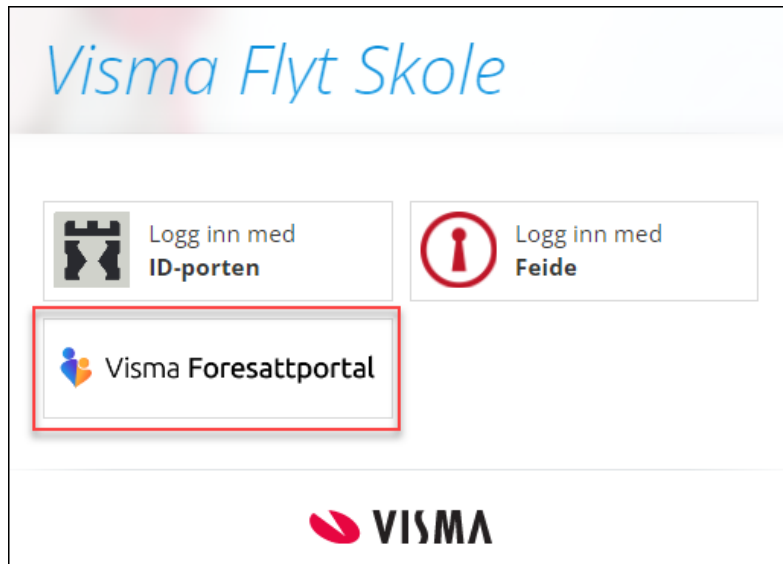 Visma Flyt Skole
Logg inn med
ID-porten
Logg inn med
Feide
Visma Foresattportal
VISMA